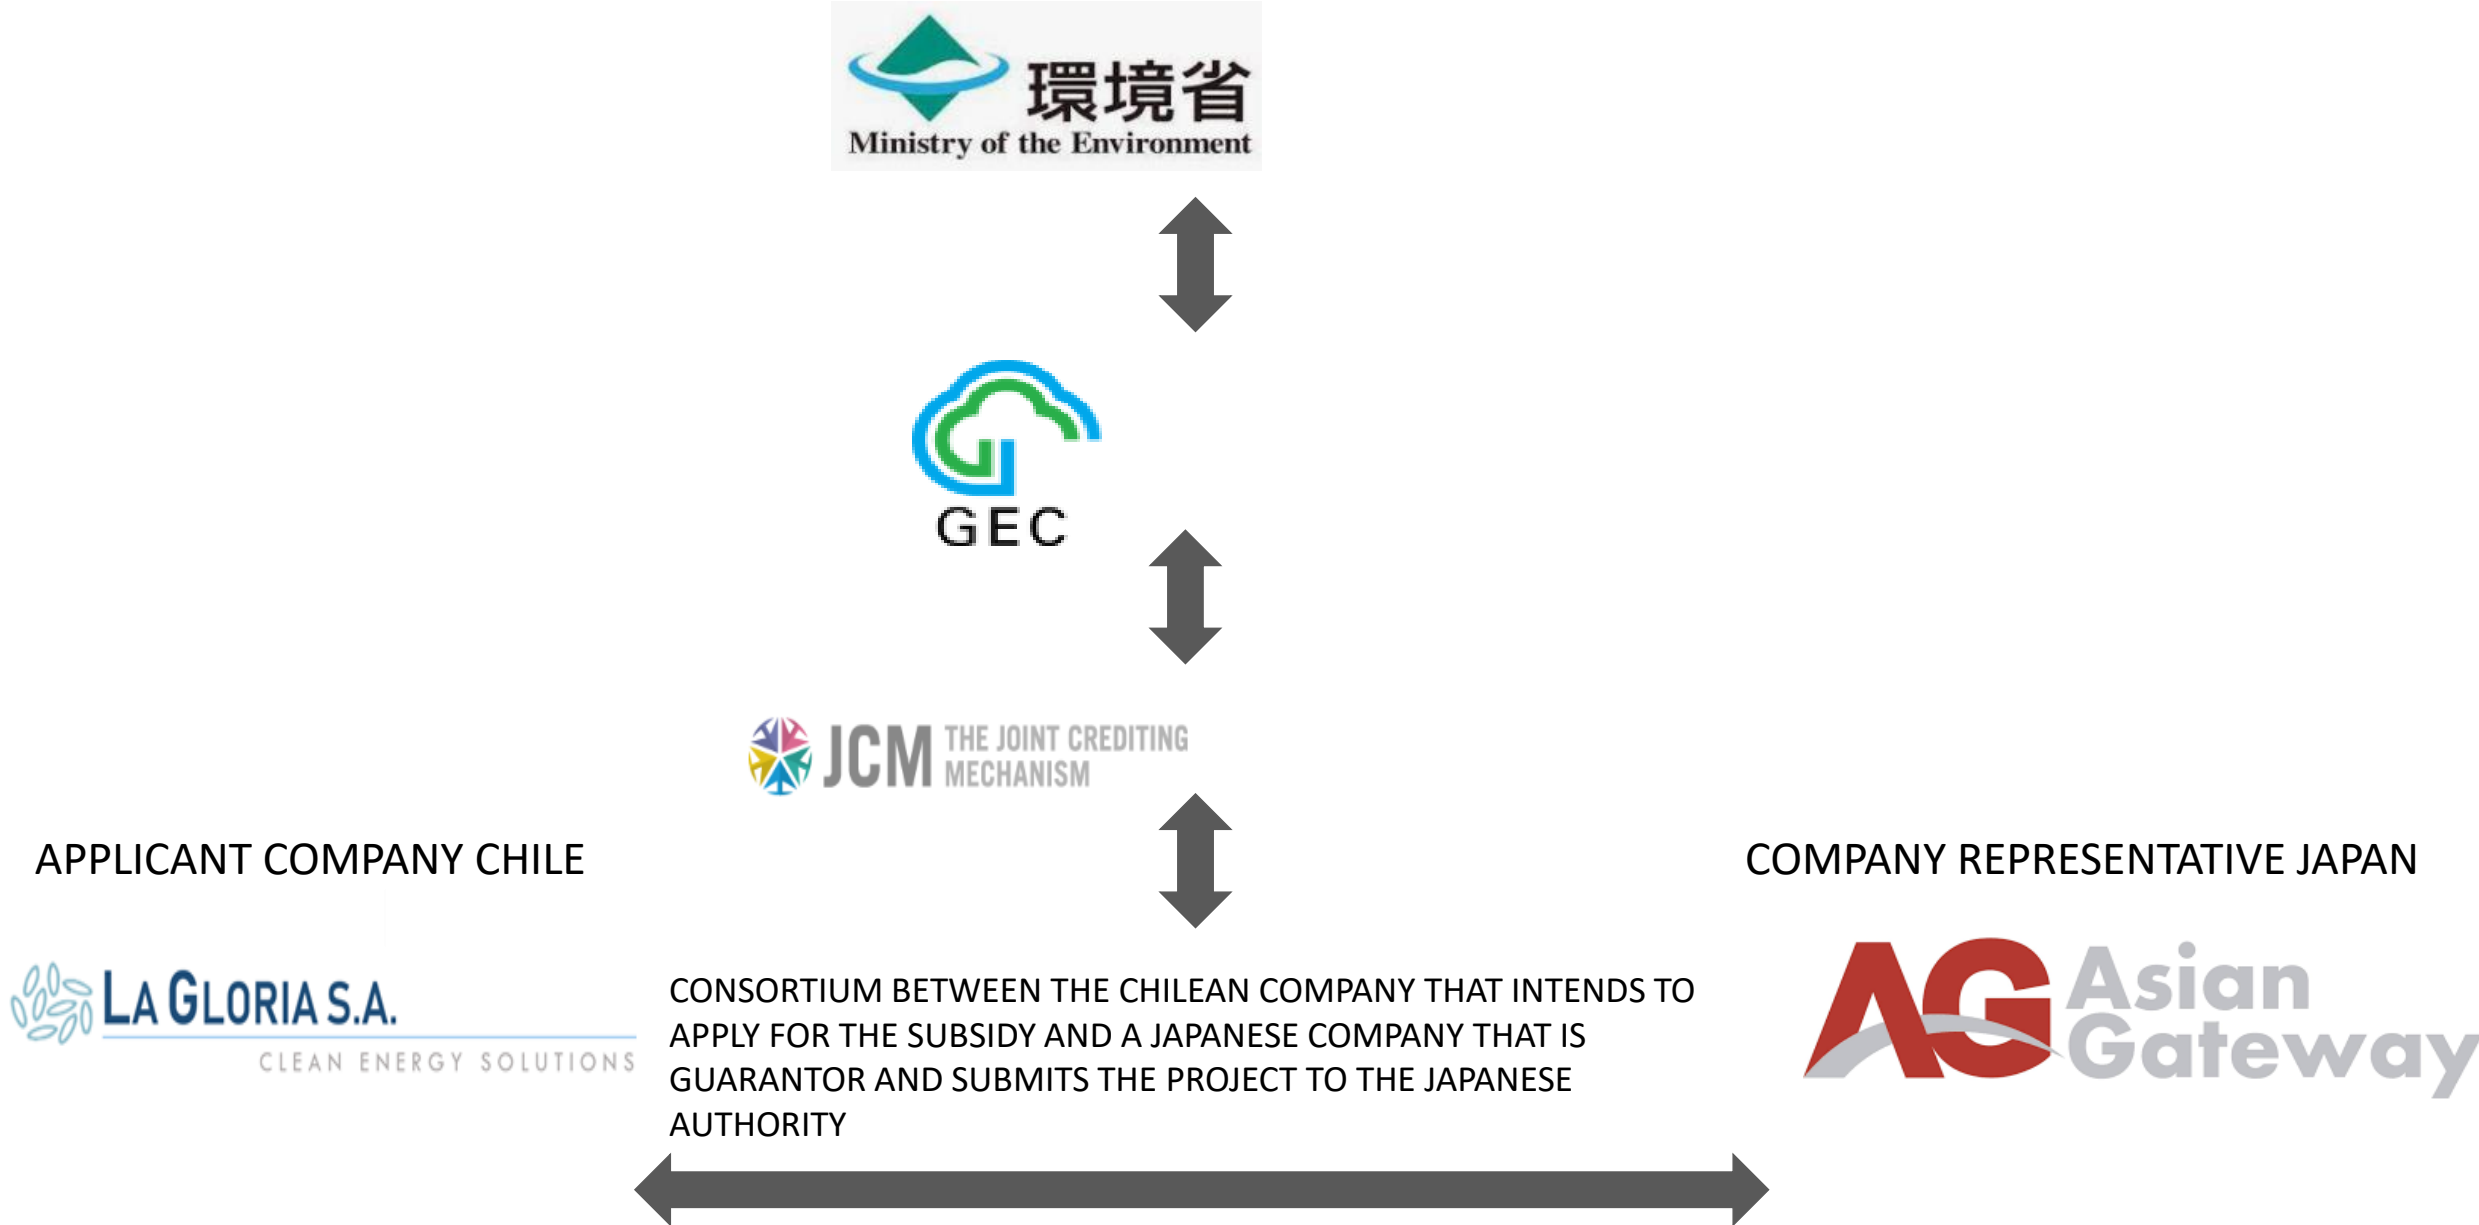 環境省
Ministry of the Environment
GEC
JCM THE JOINT CREDITING
MECHANISM
APPLICANT COMPANY CHILE
COMPANY REPRESENTATIVE JAPAN
LA GLORIA S.A.
CLEAN ENERGY SOLUTIONS
CONSORTIUM BETWEEN THE CHILEAN COMPANY THAT INTENDS TO
APPLY FOR THE SUBSIDY AND A JAPANESE COMPANY THAT IS
GUARANTOR AND SUBMITS THE PROJECT TO THE JAPANESE
AUTHORITY
AG Asian
Gateway